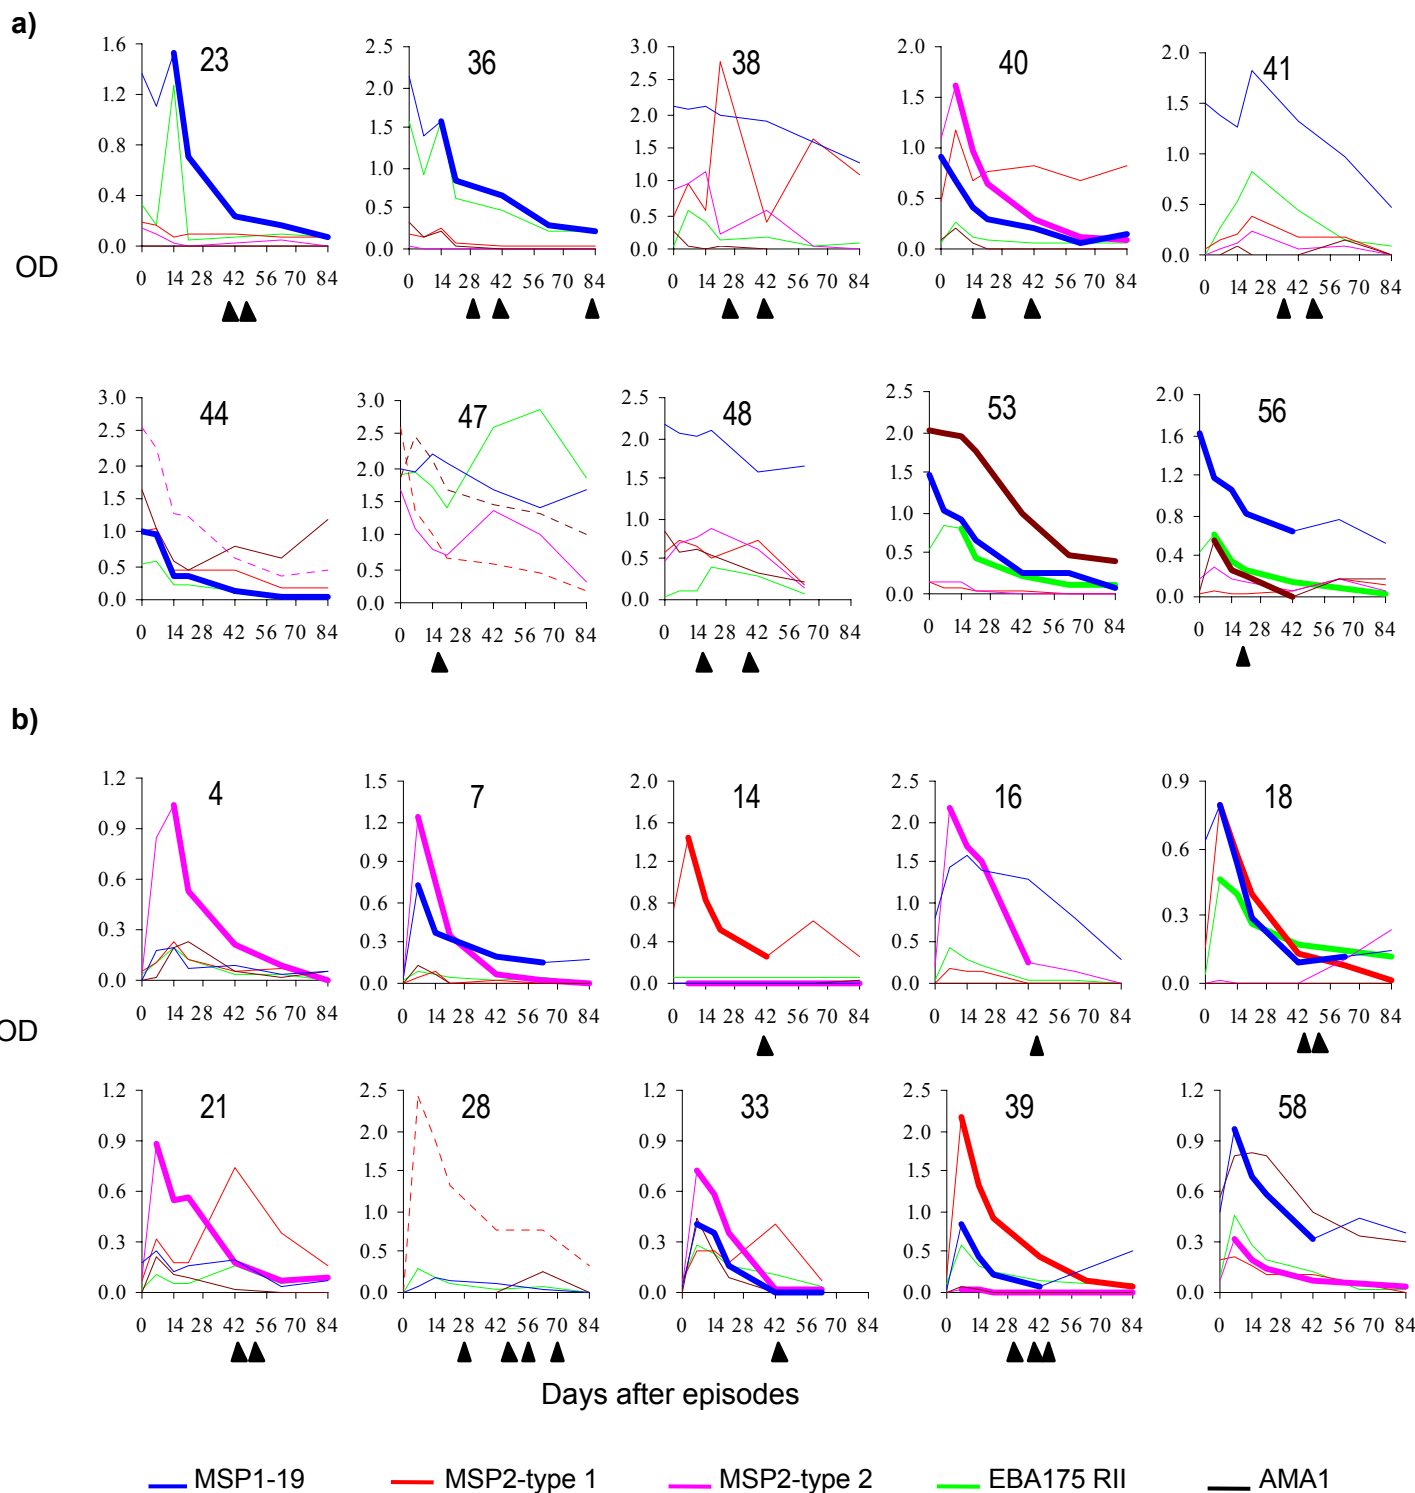 a)
23 36 38 40 41
1.6 2.5 3.0 2.0 2.0
1.2 2.0 2.5 1.5 1.5
0.8 1.5 2.0 1.0 1.0
0.4 1.0 1.5 0.5 0.5
0.0 0.5 1.0 0.0 0.0
0.0 0.5
0.0
OD
0 14 28 42 56 70 84 0 14 28 42 56 70 84 0 14 28 42 56 70 84 0 14 28 42 56 70 84 0 14 28 42 56 70 84
44 47 48 53 56
3.0 3.0 2.5 2.5 2.0
2.5 2.5 2.0 2.0 1.6
2.0 2.0 1.5 1.5 1.2
1.5 1.5 1.0 1.0 0.8
1.0 1.0 0.5 0.5 0.4
0.5 0.5 0.0 0.0 0.0
0.0 0.0
0 14 28 42 56 70 84 0 14 28 42 56 70 84 0 14 28 42 56 70 84 0 14 28 42 56 70 84 0 14 28 42 56 70 84
b)
4 7 14 16 18
1.2 1.5 2.0 2.5 0.9
0.9 1.2 1.6 2.0 0.6
0.6 0.9 1.2 1.5 0.3
0.3 0.6 0.8 1.0 0.0
0.0 0.3 0.4 0.5
0.0 0.0 0.0
0 14 28 42 56 70 84 0 14 28 42 56 70 84 0 14 28 42 56 70 84 0 14 28 42 56 70 84 0 14 28 42 56 70 84
OD
21 28 33 39 58
1.2 2.5 1.2 2.5 1.2
0.9 2.0 0.9 2.0 0.9
0.6 1.5 0.6 1.5 0.6
0.3 1.0 0.3 1.0 0.3
0.0 0.5 0.0 0.5 0.0
0.0 0.0
0 14 28 42 56 70 84 0 14 28 42 56 70 84 0 14 28 42 56 70 84 0 14 28 42 56 70 84 0 14 28 42 56 70 84
Days after episodes
MSP1-19 MSP2-type 1 MSP2-type 2 EBA175 RII AMA1